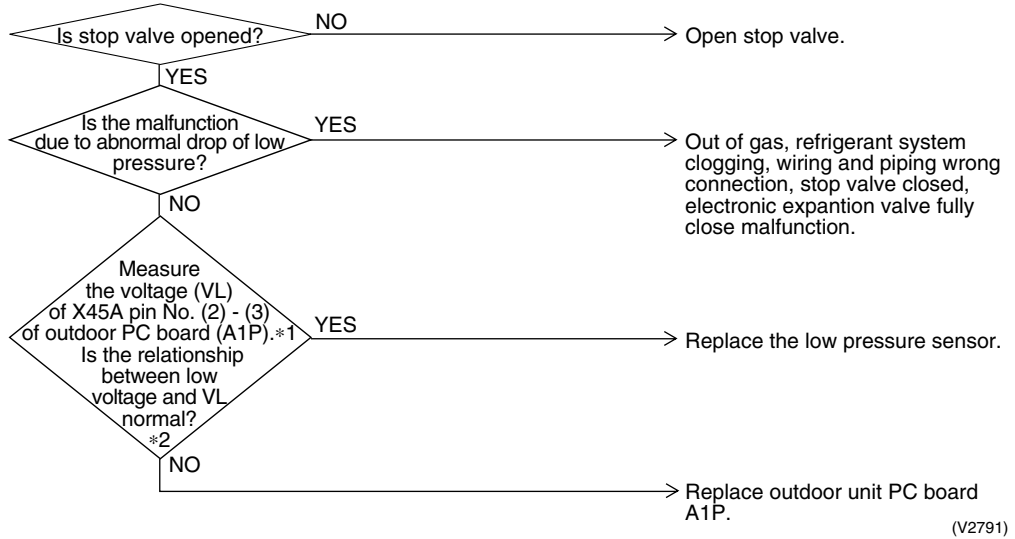 Is stop valve opened?
NO
Open stop valve.
YES
Is the malfunction
due to abnormal drop of low
pressure?
YES
Out of gas, refrigerant system
clogging, wiring and piping wrong
connection, stop valve closed,
electronic expantion valve fully
close malfunction.
NO
Measure
the voltage (VL)
of X45A pin No. (2) - (3)
of outdoor PC board (A1P).*1
Is the relationship
between low
voltage and VL
normal?
*2
YES
Replace the low pressure sensor.
NO
Replace outdoor unit PC board
A1P.
(V2791)